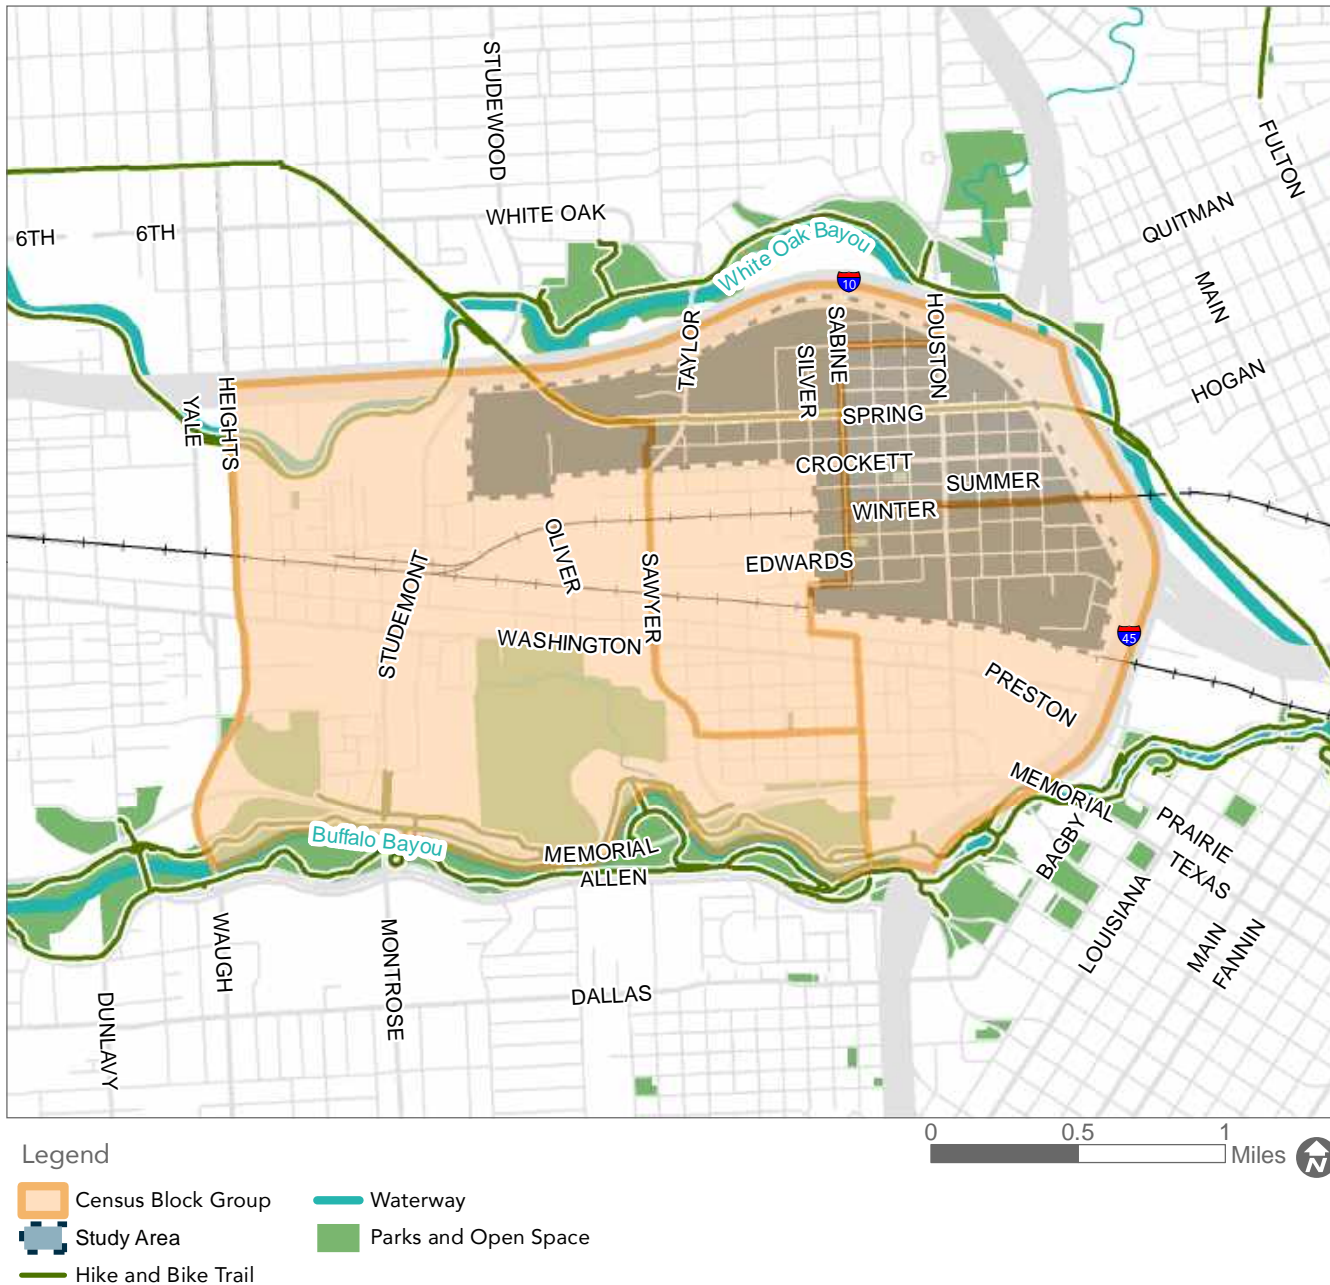 STUDEWOOD
FULTON
WHITE OAK
QUITMAN
6TH
6TH
White Oak Bayou
MAIN
10
HOUSTON
TAYLOR
SABINE
SILVER
HOGAN
HEIGHTS
YALE
SPRING
CROCKETT
SUMMER
WINTER
OLIVER
EDWARDS
SAWYER
STUDEMONT
WASHINGTON
45
PRESTON
MEMORIAL
PRAIRIE
BAGBY
Buffalo Bayou
MEMORIAL
TEXAS
ALLEN
LOUISIANA
WAUGH
MONTROSE
MAIN
FANNIN
DALLAS
DUNLAVY
0 0.5 1
Miles
N
Legend
Census Block Group
Study Area
Hike and Bike Trail
Waterway
Parks and Open Space